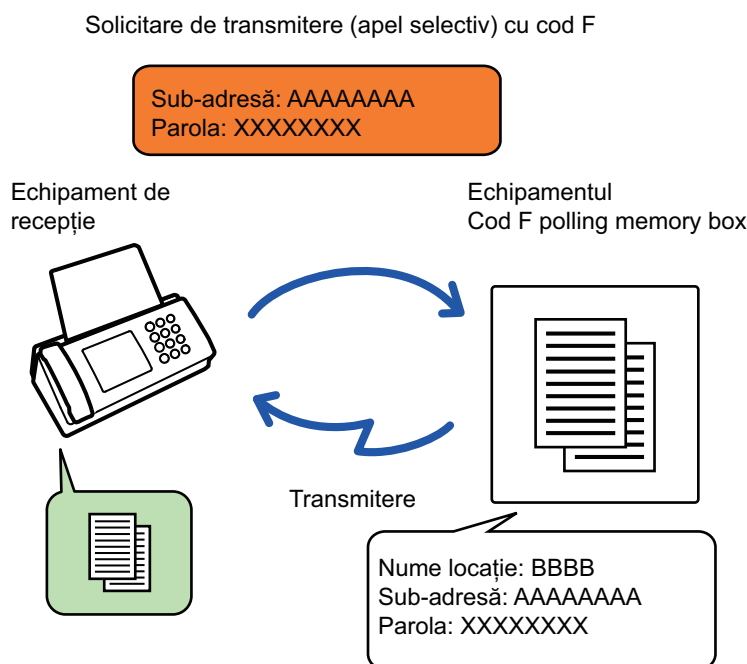 Solicitare de transmitere (apel selectiv) cu cod F
Sub-adresă: AAAAAAAA
Parola: XXXXXXXX
Echipament de
recepție
Echipamentul
Cod F polling memory box
Transmitere
Nume locație: BBBB
Sub-adresă: AAAAAAAA
Parola: XXXXXXXX